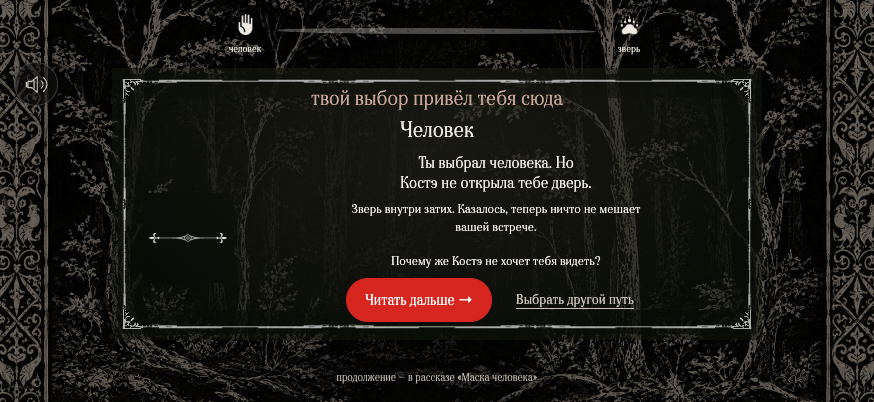 человек
зверь
твой выбор привёл тебя сюда
Человек
Ты выбрал человека. Но
Костэ не открыла тебе дверь.
Зверь внутри затих. Казалось, теперь ничто не мешает
вашей встрече.
Почему же Костэ не хочет тебя видеть?
Читать дальше →
Выбрать другой путь
продолжение — в рассказе «Маска человека»